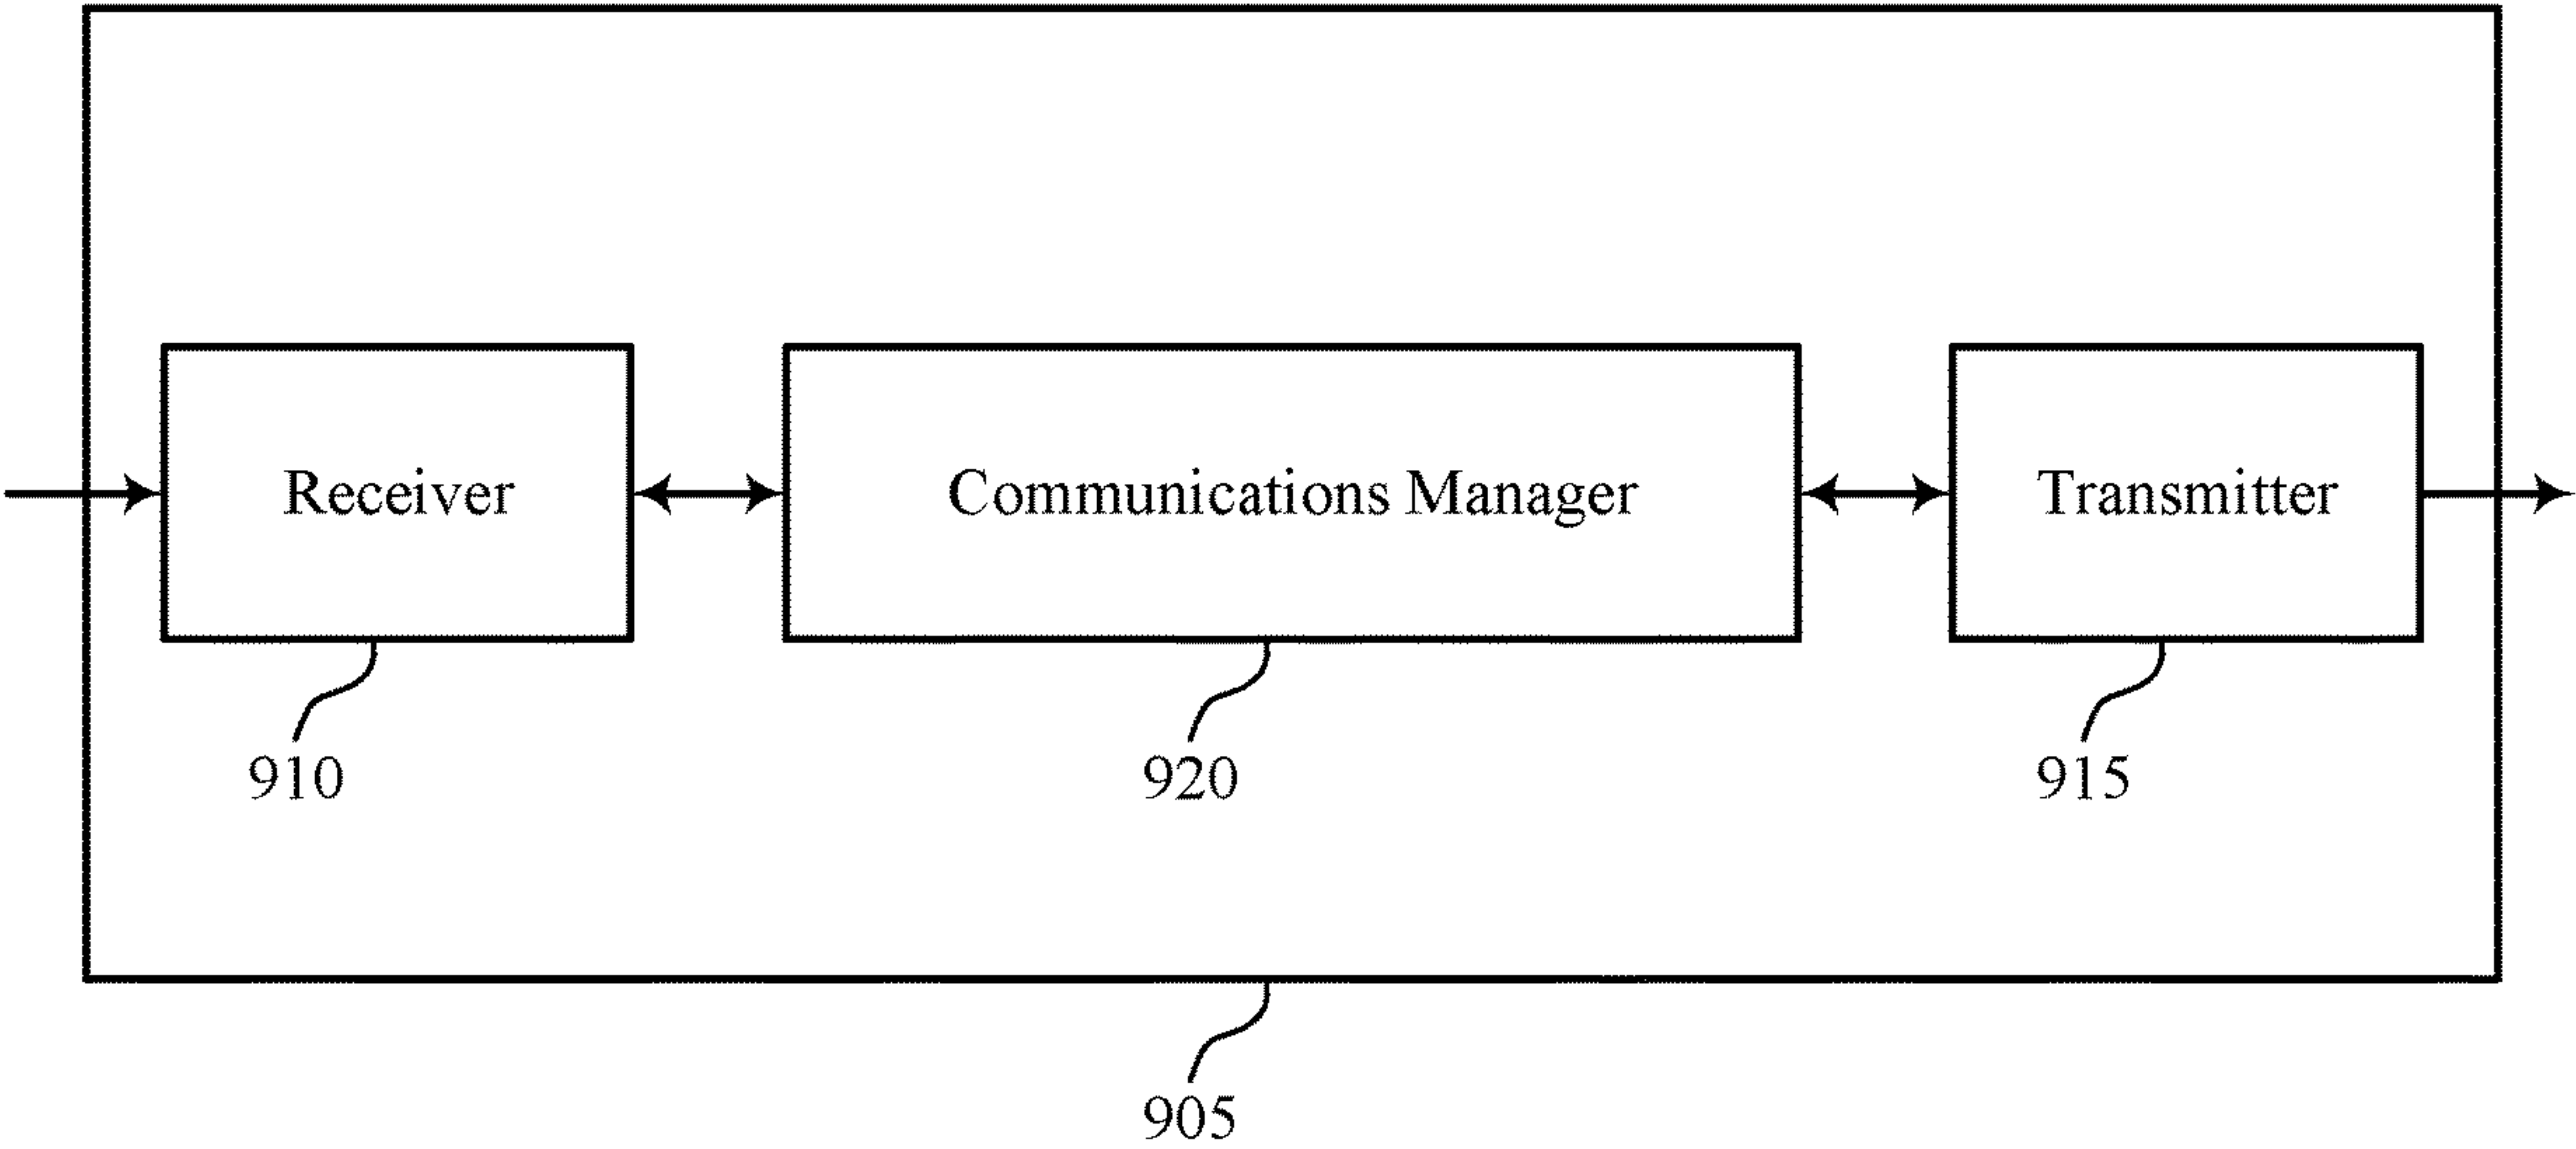 Receiver
Communications Manager
Transmitter
910
920
915
905